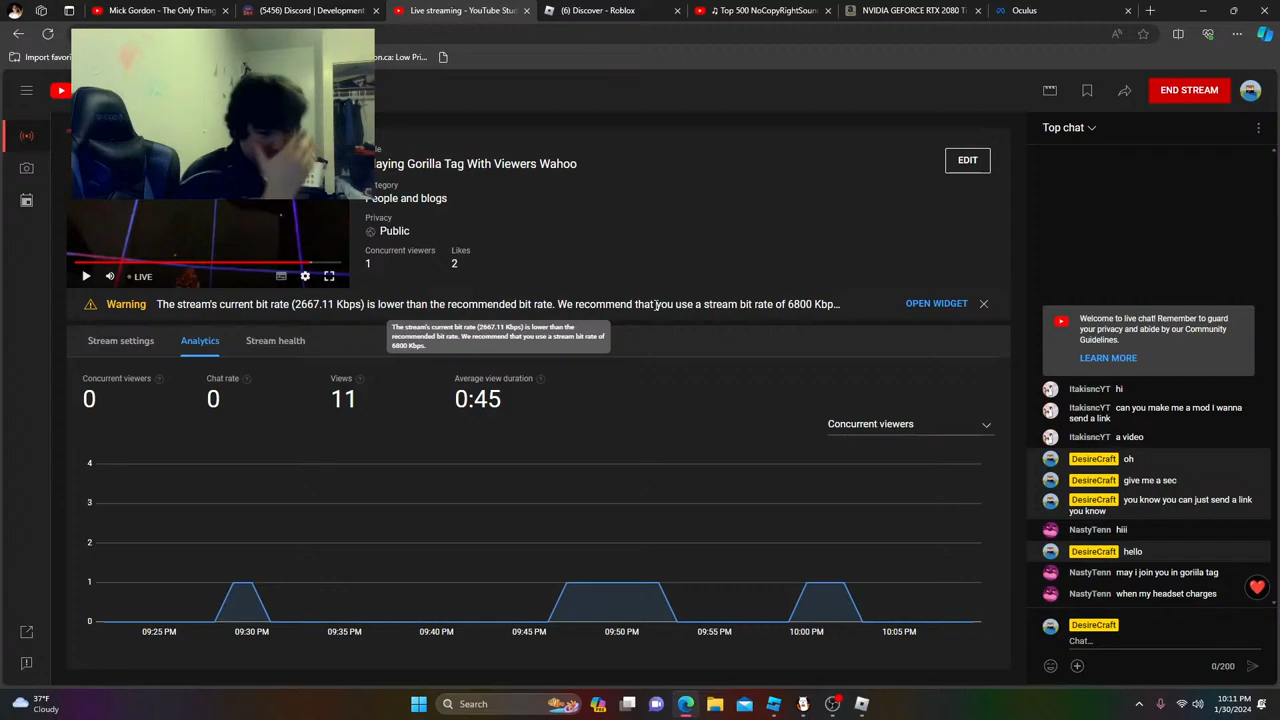 Mick Gordon - The Only Thing
(5456) Discord | Development
Live streaming - YouTube Stu
(6) Discover - Roblox
♫ Top 500 NoCopyRightic
NVIDIA GEFORCE RTX 2080 Ti
Oculus
Import favori
on.ca: Low Pri...
END STREAM
Top chat
laying Gorilla Tag With Viewers Wahoo
EDIT
People and blogs
Privacy
Public
Concurrent viewers
Likes
1
2
LIVE
Warning
The stream's current bit rate (2667.11 Kbps) is lower than the recommended bit rate. We recommend that you use a stream bit rate of 6800 Kbp...
OPEN WIDGET
The stream's current bit rate (2667.11 Kbps) is lower than the
recommended bit rate. We recommend that you use a stream bit rate of
6800 Kbps.
Stream settings
Analytics
Stream health
Concurrent viewers
Chat rate
Views
Average view duration
0
0
11
0:45
Concurrent viewers
4
3
2
1
0
09:25 PM
09:30 PM
09:35 PM
09:40 PM
09:45 PM
09:50 PM
09:55 PM
10:00 PM
10:05 PM
Welcome to live chat! Remember to guard
your privacy and abide by our Community
Guidelines.
LEARN MORE
ItakisncYT hi
ItakisncYT can you make me a mod I wanna
send a link
ItakisncYT a video
DesireCraft oh
DesireCraft give me a sec
DesireCraft you know you can just send a link
you know
NastyTenn hiii
DesireCraft hello
NastyTenn may i join you in goriila tag
NastyTenn when my headset charges
DesireCraft
Chat...
0/200
37°F
Cloudy
Search
10:11 PM
1/30/2024